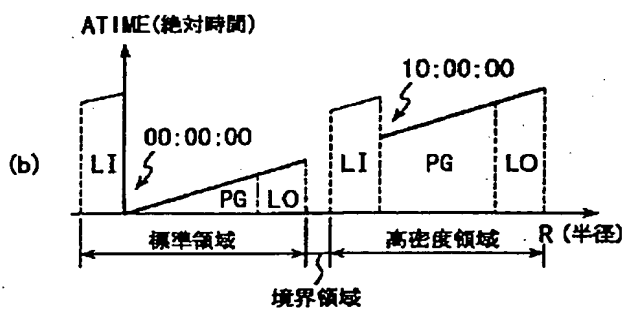 ATIME(絶対時間)
10:00:00
00:00:00
(b)
LI
PG
LO
LI
PG
LO
標準領域
高密度領域
R (半径)
境界領域